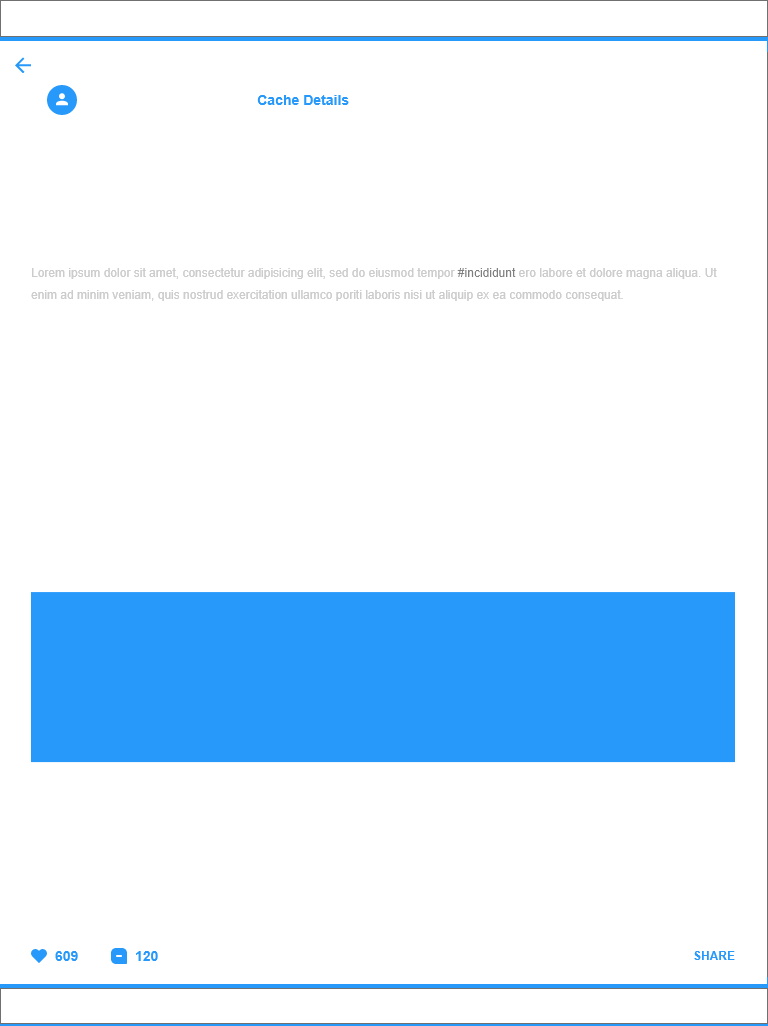 Cache Details
Lorem ipsum dolor sit amet, consectetur adipisicing elit, sed do eiusmod tempor #incididunt ero labore et dolore magna aliqua. Ut
enim ad minim veniam, quis nostrud exercitation ullamco poriti laboris nisi ut aliquip ex ea commodo consequat.
609 120 SHARE